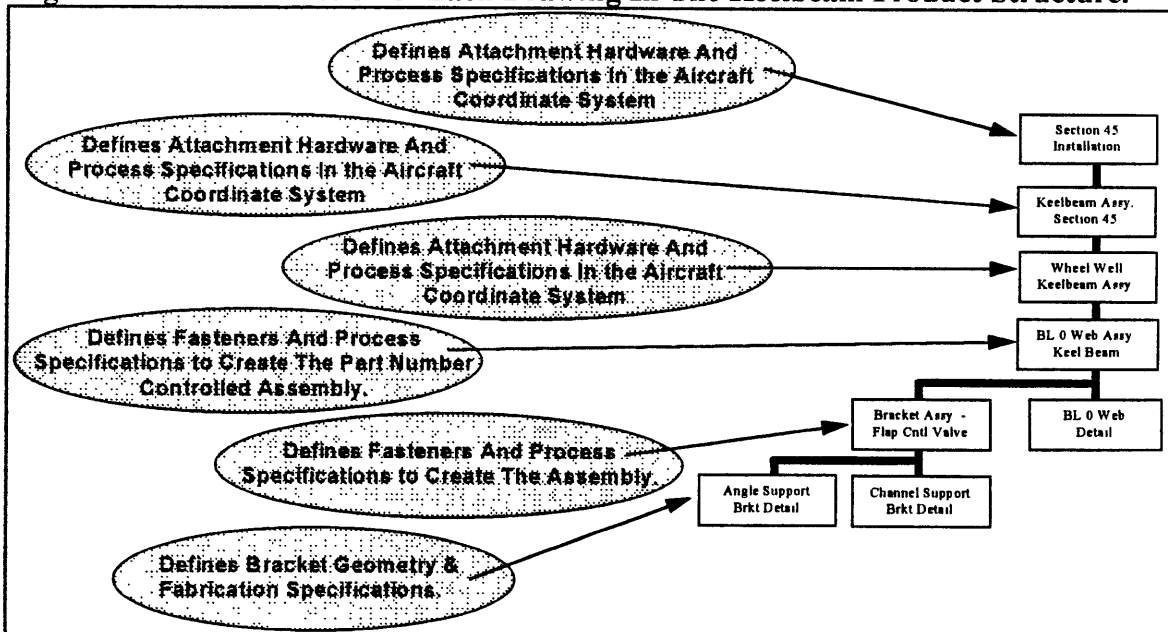 Defines Attachment Hardware And
Process Specifications In the Aircraft
Coordinate System
Section 45
Installation
Defines Attachment Hardware And
Process Specifications In the Aircraft
Coordinate System
Keelbeam Assy.
Section 45
Defines Attachment Hardware And
Process Specifications In the Aircraft
Coordinate System
Wheel Well
Keelbeam Assy
Defines Fasteners And Process
Specifications to Create The Part Number
Controlled Assembly.
BL 0 Web Assy
Keel Beam
Bracket Assy -
Flap Cntl Valve
BL 0 Web
Detail
Defines Fasteners And Process
Specifications to Create The Assembly.
Angle Support
Brkt Detail
Channel Support
Brkt Detail
Defines Bracket Geometry &
Fabrication Specifications.